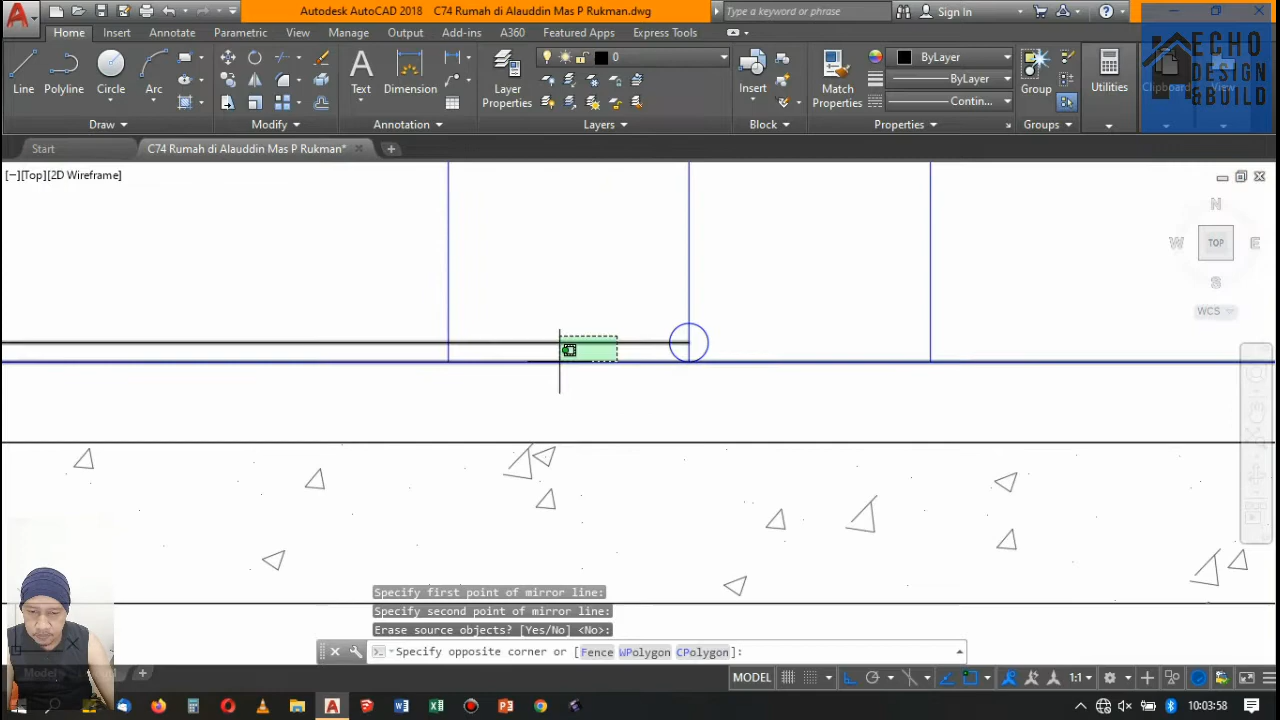 Autodesk AutoCAD 2018 C74 Rumah di Alauddin Mas P Rukman.dwg
Type a keyword or phrase
Sign In
Home Insert Annotate Parametric View Manage Output Add-ins A360 Featured Apps Express Tools
ECHO
DESIGN
&BUILD
0
ByLayer
ByLayer
Contin...
Line Polyline Circle Arc
Text Dimension
Layer
Properties
Insert
Match
Properties
Group
Utilities
Clipboard
View
Draw
Modify
Annotation
Layers
Block
Properties
Groups
Start
C74 Rumah di Alauddin Mas P Rukman*
[−][Top][2D Wireframe]
N
W TOP E
S
WCS
Specify first point of mirror line:
Specify second point of mirror line:
Erase source objects? [Yes/No] <No>:
Specify opposite corner or [Fence WPolygon CPolygon]:
Model
MODEL
1:1
10:03:58